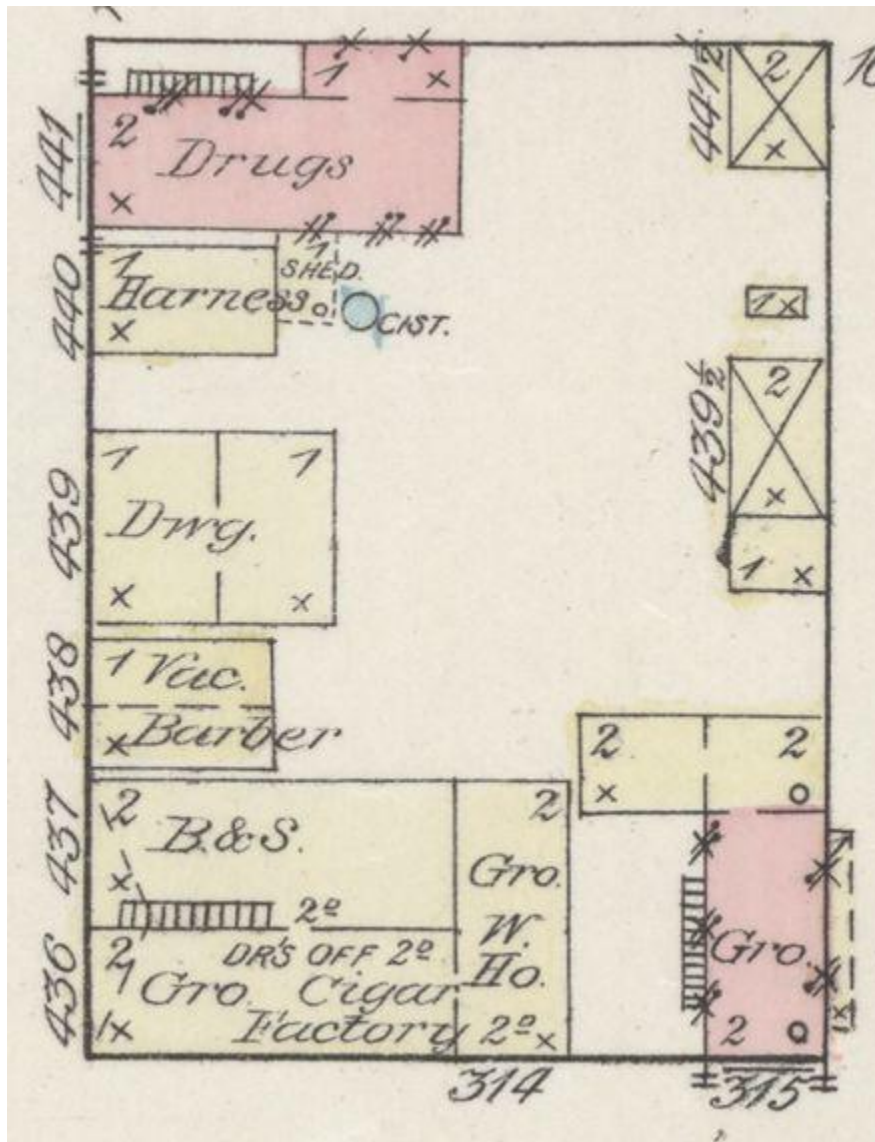 441½
2
x
16
1
x
2
Drugs
x
441
1
SHED.
CIST.
1
Harness
x
440
1 x
439½
2
x
1 x
1 1
Dwg.
x x
439
1 Vac.
x Barber
438
2 2
x
2
B.&S.
x
437
2º
2
Gro.
W.
Ho.
2
DR'S OFF 2º
Gro. Cigar
Factory 2º x
x
436
Gro.
2
x
314
315